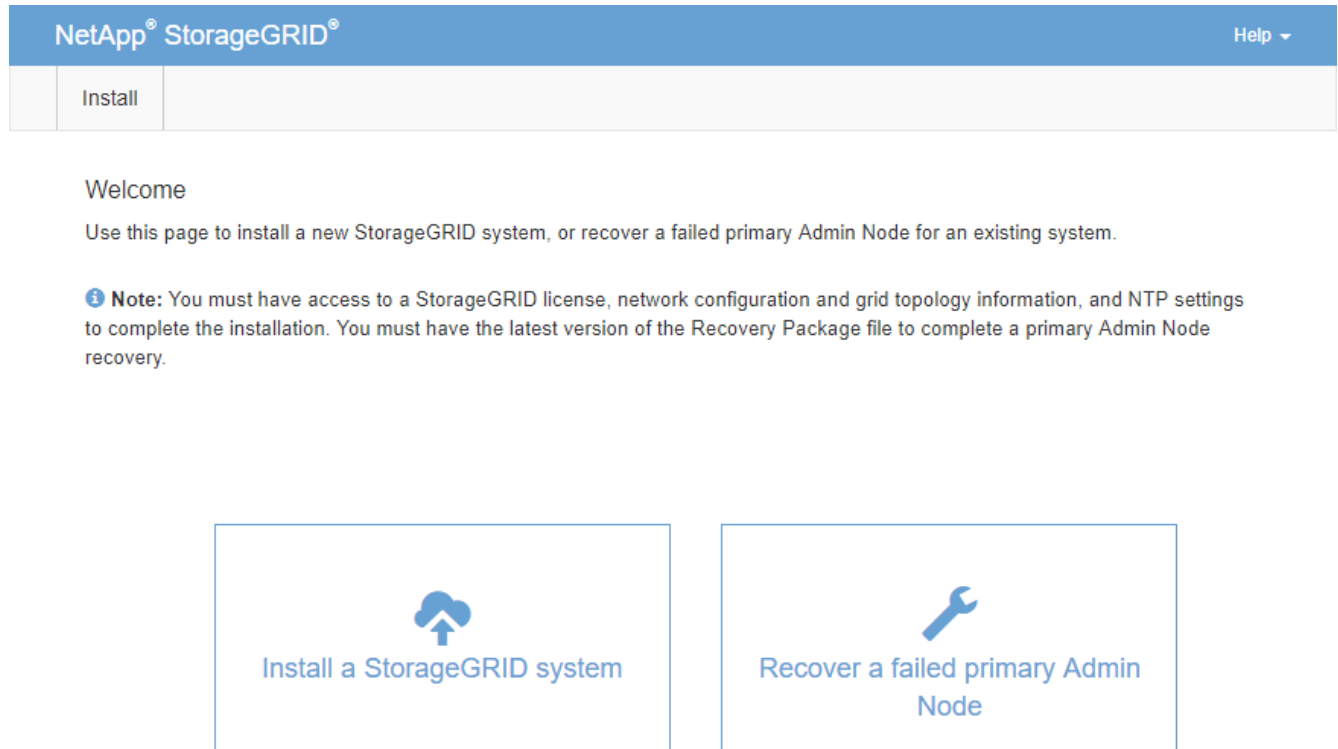 NetApp® StorageGRID®
Help
Install
Welcome
Use this page to install a new StorageGRID system, or recover a failed primary Admin Node for an existing system.
Note: You must have access to a StorageGRID license, network configuration and grid topology information, and NTP settings
to complete the installation. You must have the latest version of the Recovery Package file to complete a primary Admin Node
recovery.
Install a StorageGRID system
Recover a failed primary Admin
Node